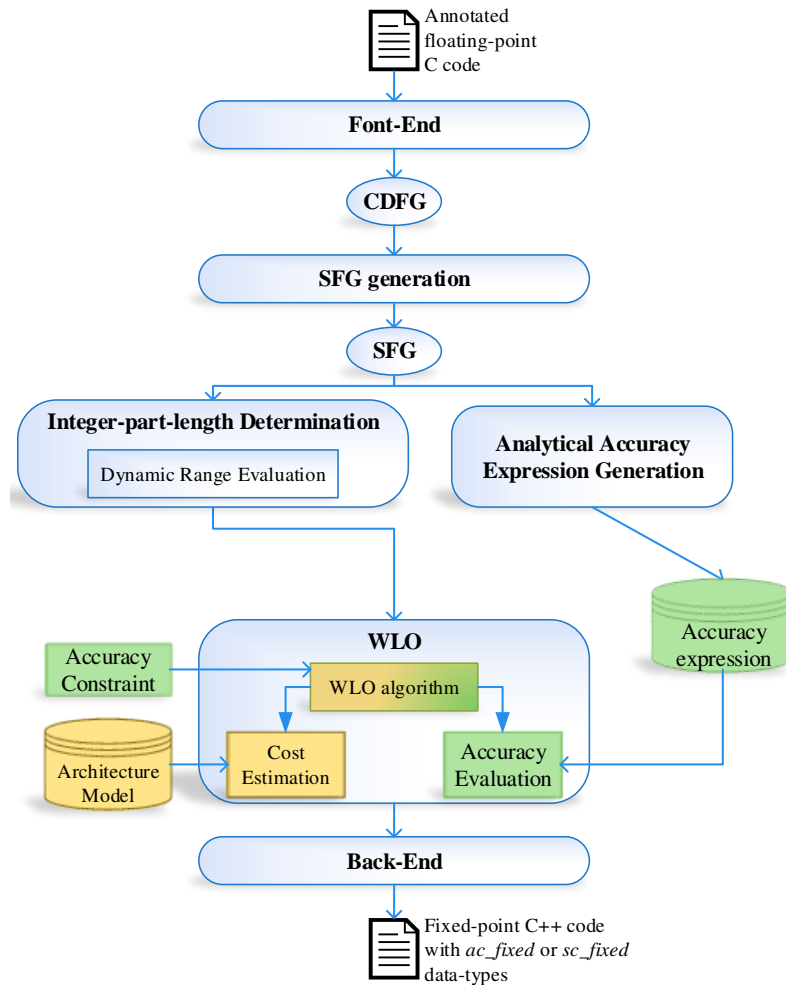 Annotated
floating-point
C code
Font-End
CDFG
SFG generation
SFG
Integer-part-length Determination
Dynamic Range Evaluation
Analytical Accuracy
Expression Generation
Accuracy
expression
WLO
Accuracy
Constraint
WLO algorithm
Architecture
Model
Cost
Estimation
Accuracy
Evaluation
Back-End
Fixed-point C++ code
with ac_fixed or sc_fixed
data-types